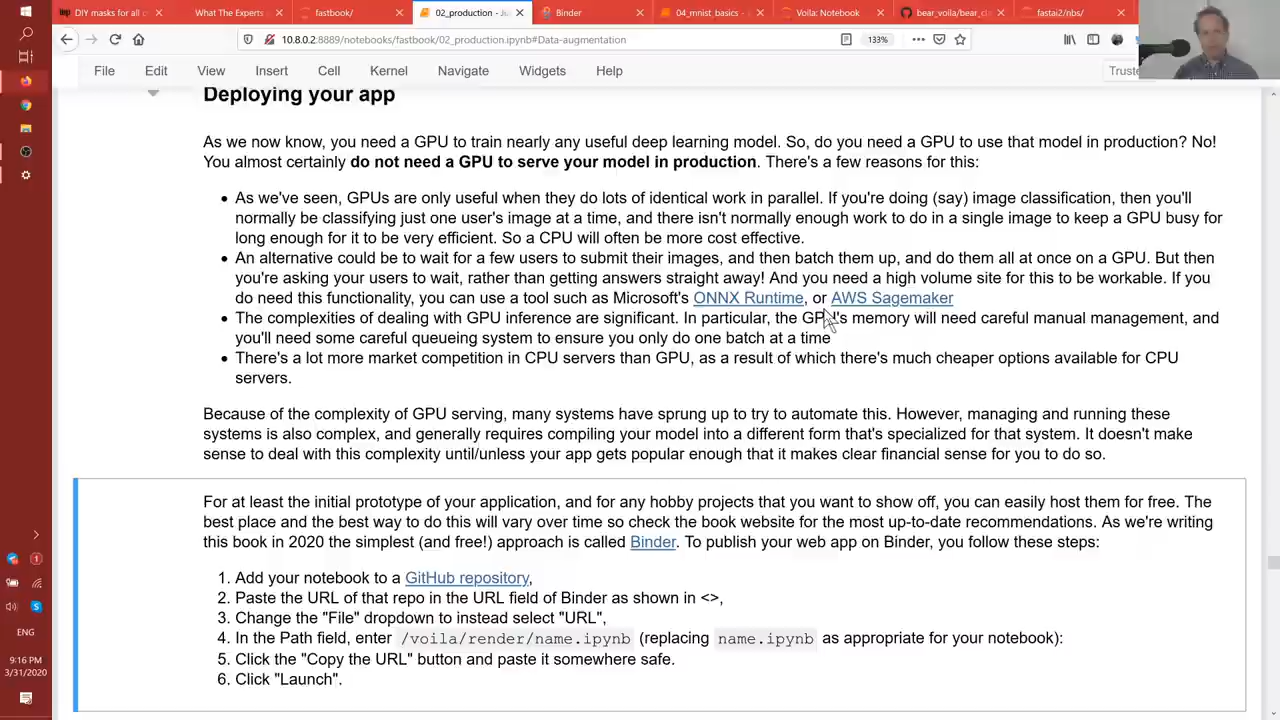 DIY masks for all c
What The Experts
fastbook/
02_production - Ju
Binder
04_mnist_basics -
Voila: Notebook
bear_voila/bear_cl
fastai2/nbs/
10.8.0.2:8889/notebooks/fastbook/02_production.ipynb#Data-augmentation
133%
File Edit View Insert Cell Kernel Navigate Widgets Help
Deploying your app
As we now know, you need a GPU to train nearly any useful deep learning model. So, do you need a GPU to use that model in production? No!
You almost certainly do not need a GPU to serve your model in production. There's a few reasons for this:
• As we've seen, GPUs are only useful when they do lots of identical work in parallel. If you're doing (say) image classification, then you'll
normally be classifying just one user's image at a time, and there isn't normally enough work to do in a single image to keep a GPU busy for
long enough for it to be very efficient. So a CPU will often be more cost effective.
• An alternative could be to wait for a few users to submit their images, and then batch them up, and do them all at once on a GPU. But then
you're asking your users to wait, rather than getting answers straight away! And you need a high volume site for this to be workable. If you
do need this functionality, you can use a tool such as Microsoft's ONNX Runtime, or AWS Sagemaker
• The complexities of dealing with GPU inference are significant. In particular, the GPU's memory will need careful manual management, and
you'll need some careful queueing system to ensure you only do one batch at a time
• There's a lot more market competition in CPU servers than GPU, as a result of which there's much cheaper options available for CPU
servers.
Because of the complexity of GPU serving, many systems have sprung up to try to automate this. However, managing and running these
systems is also complex, and generally requires compiling your model into a different form that's specialized for that system. It doesn't make
sense to deal with this complexity until/unless your app gets popular enough that it makes clear financial sense for you to do so.
For at least the initial prototype of your application, and for any hobby projects that you want to show off, you can easily host them for free. The
best place and the best way to do this will vary over time so check the book website for the most up-to-date recommendations. As we're writing
this book in 2020 the simplest (and free!) approach is called Binder. To publish your web app on Binder, you follow these steps:
1. Add your notebook to a GitHub repository,
2. Paste the URL of that repo in the URL field of Binder as shown in <>,
3. Change the "File" dropdown to instead select "URL",
4. In the Path field, enter /voila/render/name.ipynb (replacing name.ipynb as appropriate for your notebook):
5. Click the "Copy the URL" button and paste it somewhere safe.
6. Click "Launch".
ENG
9:16 PM
3/31/2020